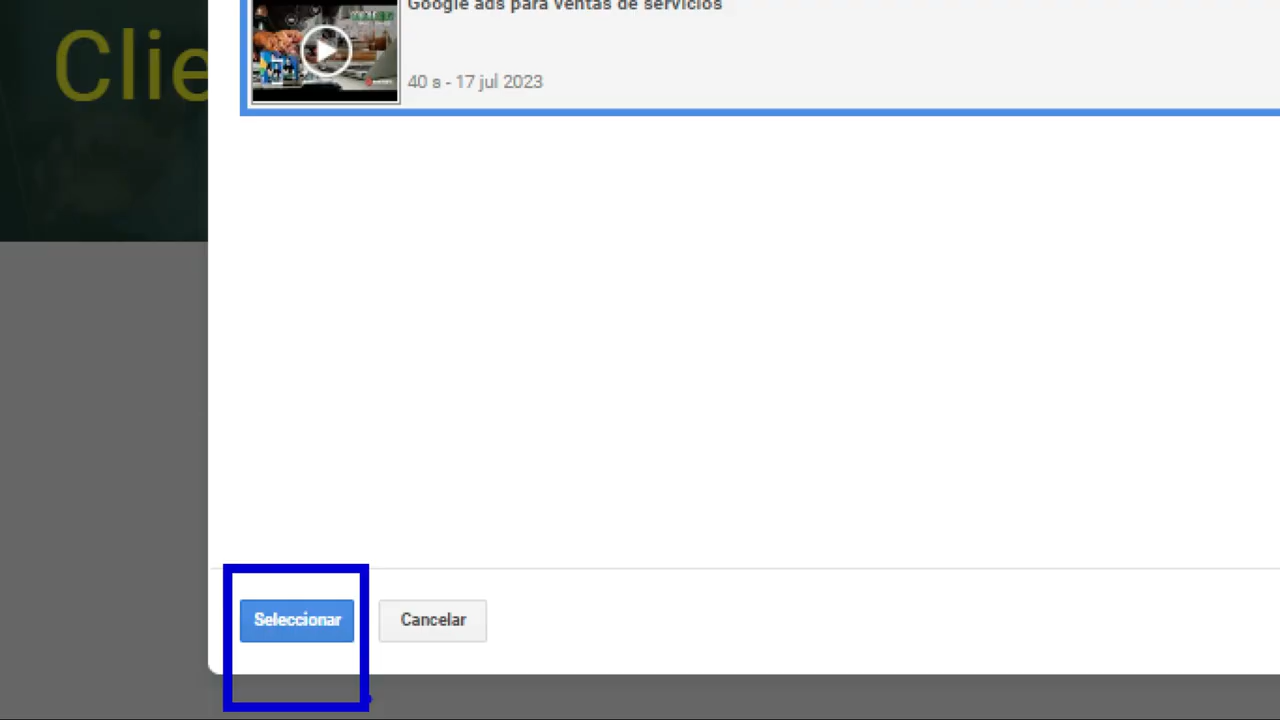 Google ads para ventas de servicios
Clie
40 s - 17 jul 2023
Seleccionar
Cancelar